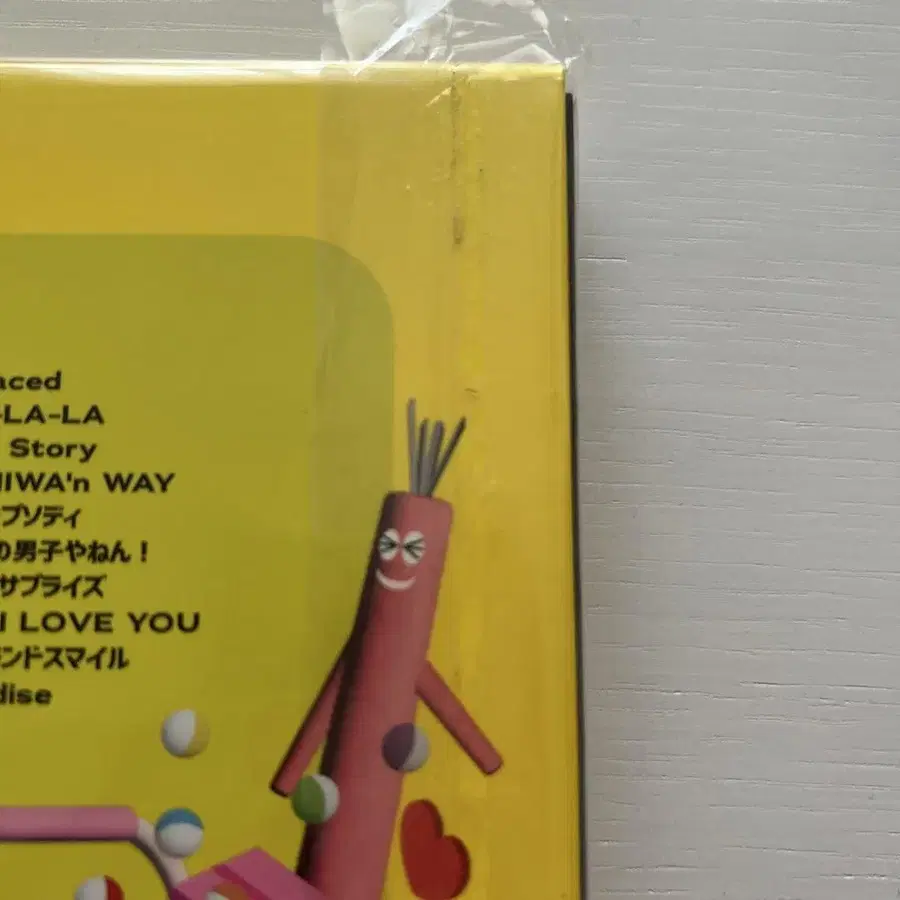 aced
-LA-LA
Story
IIWA'n WAY
プソディ
の男子やねん！
サプライズ
I LOVE YOU
ンドスマイル
dise